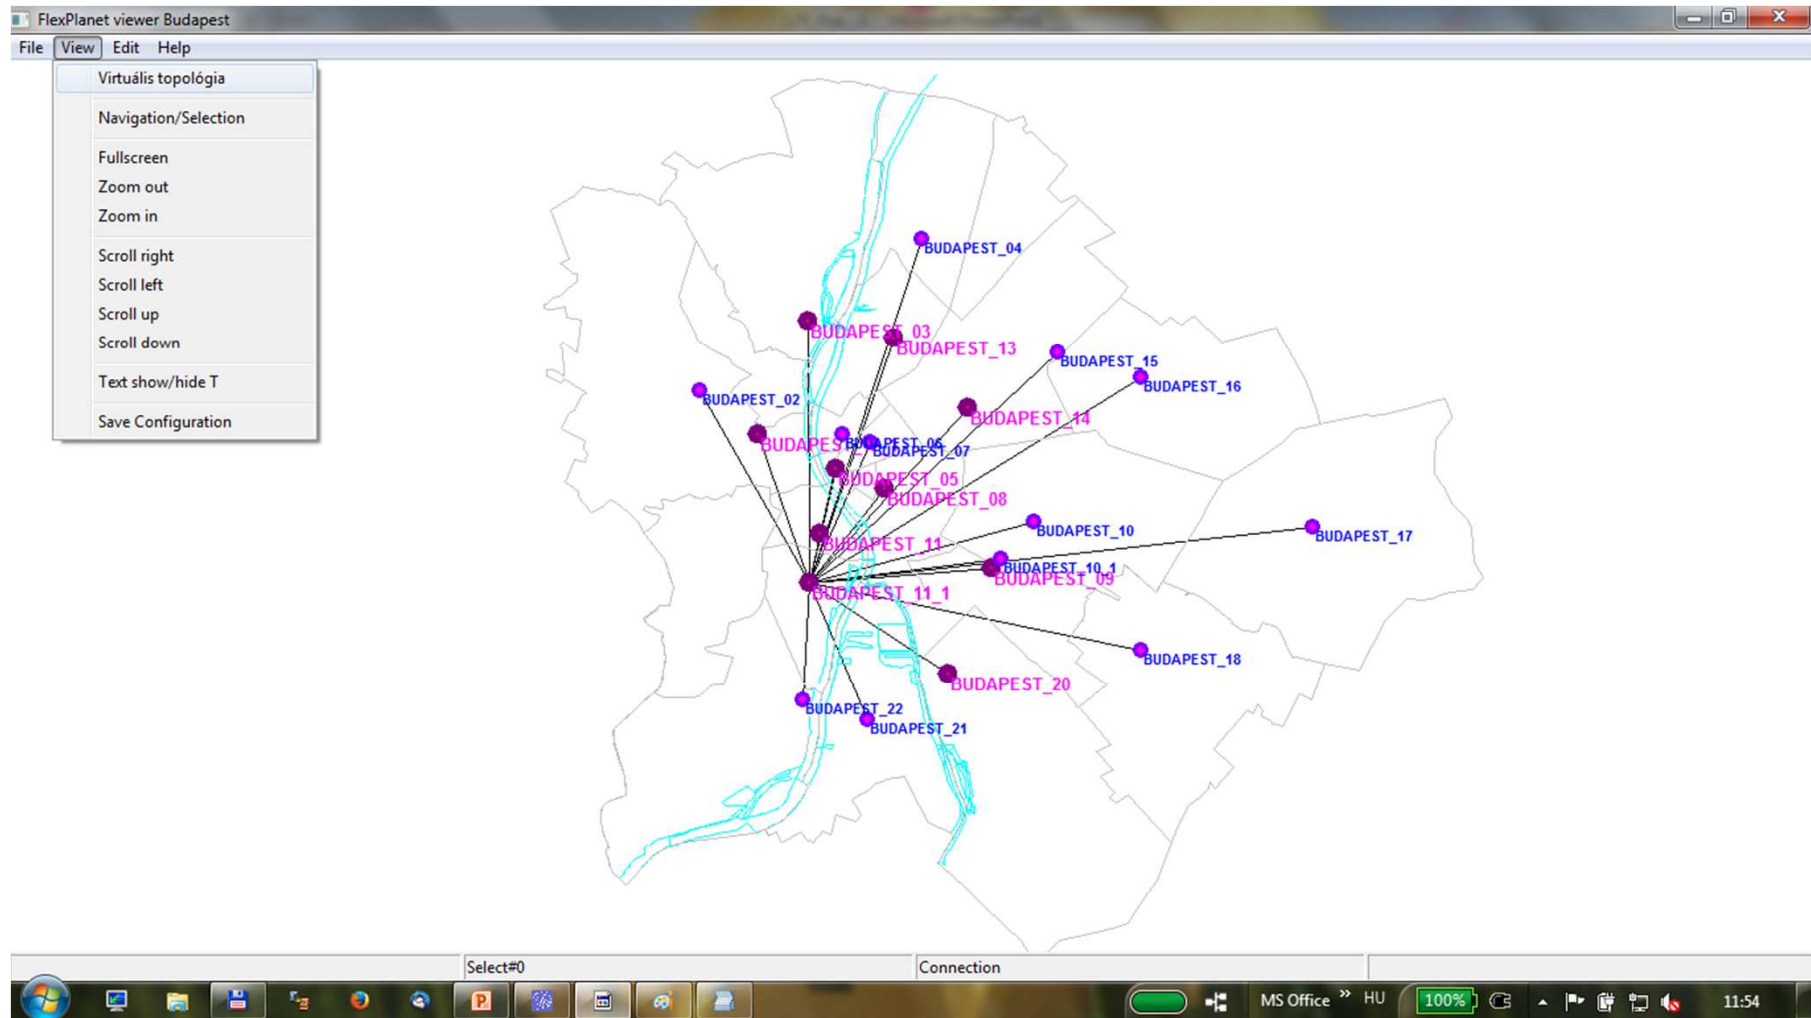 FlexPlanet viewer Budapest
File View Edit Help
Virtuális topológia
Navigation/Selection
Fullscreen
Zoom out
Zoom in
Scroll right
Scroll left
Scroll up
Scroll down
Text show/hide T
Save Configuration
BUDAPEST_04
BUDAPEST_03
BUDAPEST_13
BUDAPEST_15
BUDAPEST_16
BUDAPEST_02
BUDAPEST_14
BUDAPEST_06
BUDAPEST_07
BUDAPEST_05
BUDAPEST_08
BUDAPEST_10
BUDAPEST_17
BUDAPEST_11
BUDAPEST_10_1
BUDAPEST_09
BUDAPEST_11_1
BUDAPEST_18
BUDAPEST_20
BUDAPEST_22
BUDAPEST_21
Select#0
Connection
MS Office » HU 100% 11:54